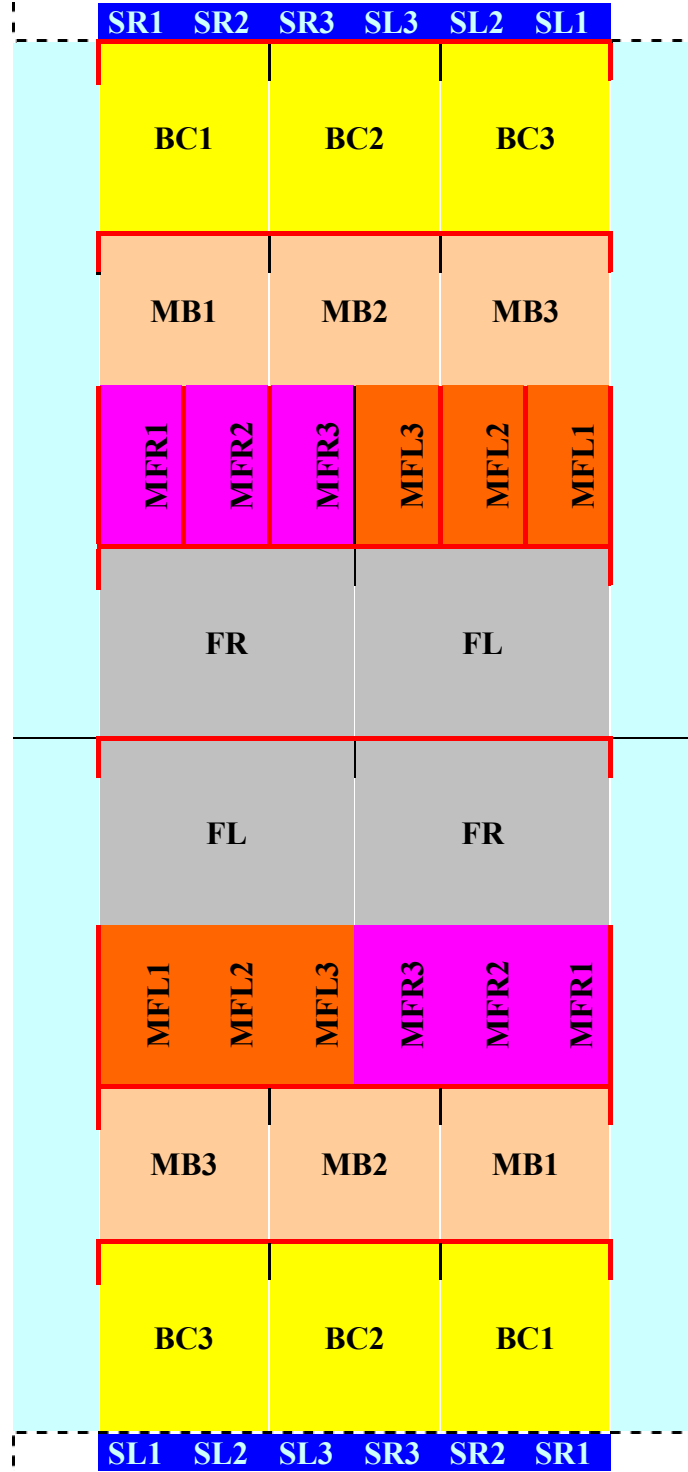 SR1 SR2 SR3 SL3 SL2 SL1
BC1 BC2 BC3
MB1 MB2 MB3
MFR1 MFR2 MFR3 MFL3 MFL2 MFL1
FR FL
FL FR
MFL1 MFL2 MFL3 MFR3 MFR2 MFR1
MB3 MB2 MB1
BC3 BC2 BC1
SL1 SL2 SL3 SR3 SR2 SR1